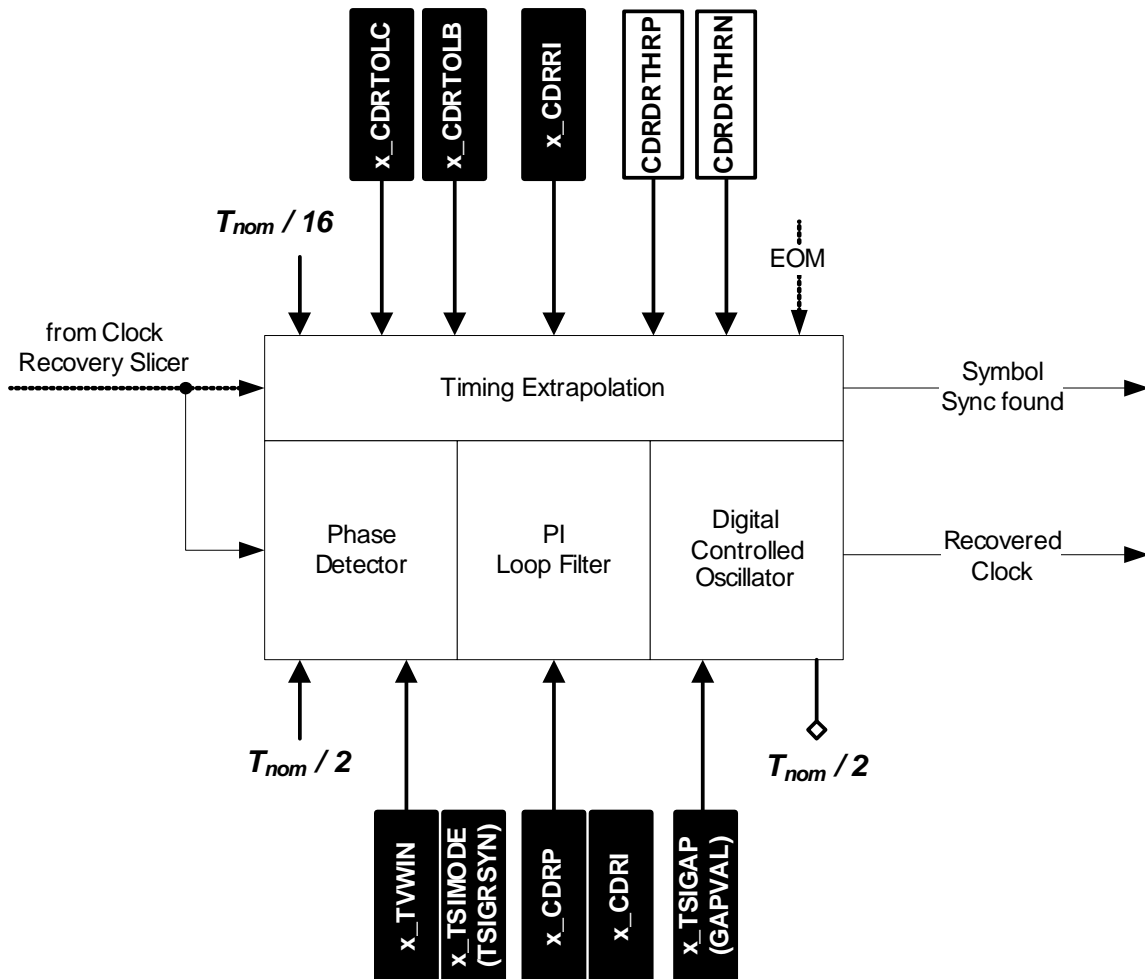 x_CDRTOLC
x_CDRTOLB
x_CDRRI
CDRDRTHRP
CDRDRTHRN
Tnom / 16
EOM
from Clock
Recovery Slicer
Timing Extrapolation
Symbol
Sync found
Phase
Detector
PI
Loop Filter
Digital
Controlled
Oscillator
Recovered
Clock
Tnom / 2
Tnom / 2
x_TVWIN
x_TSIMODE
(TSIGRSYN)
x_CDRP
x_CDRI
x_TSIGAP
(GAPVAL)